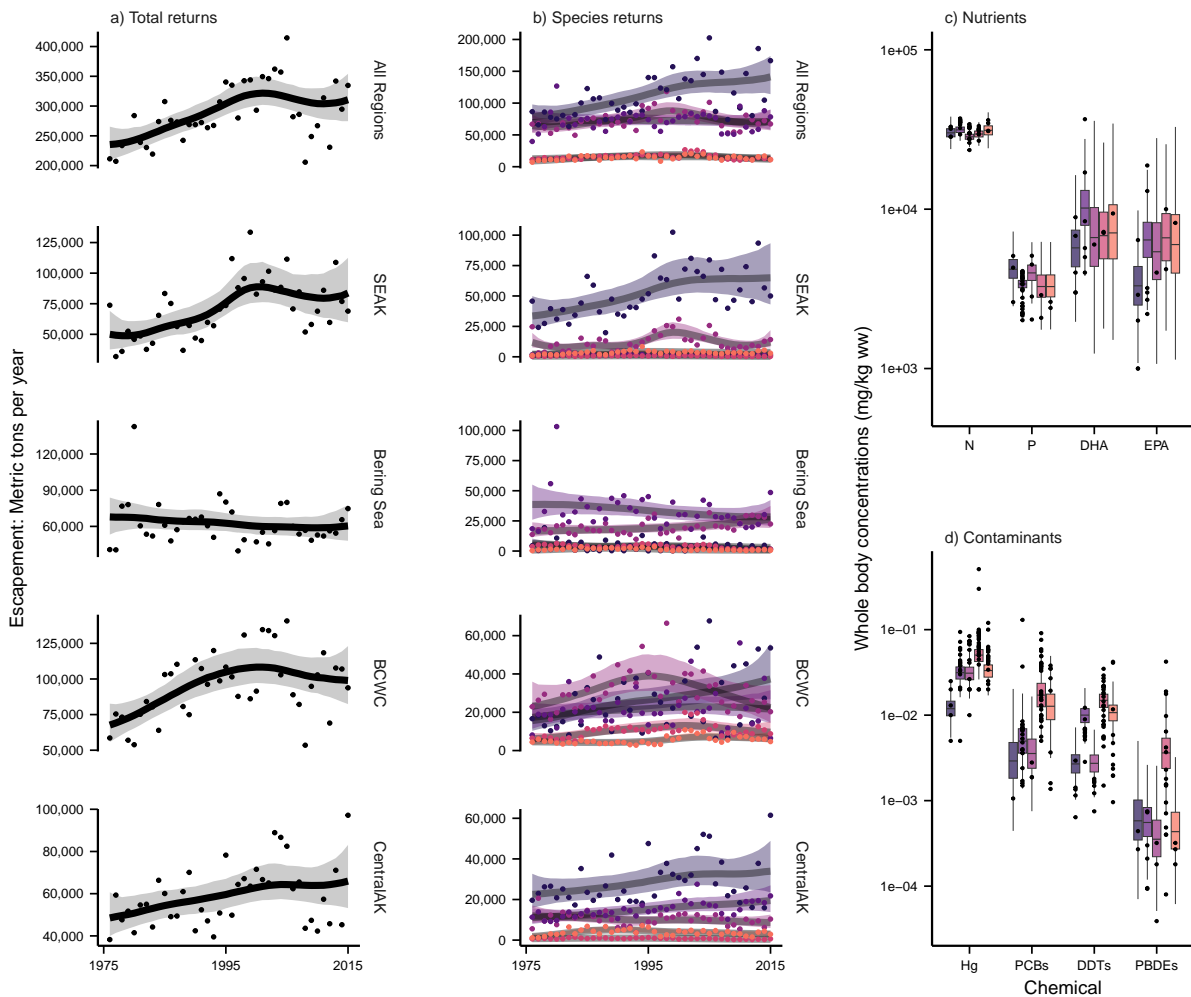 a) Total returns
b) Species returns
c) Nutrients
400,000
350,000
300,000
250,000
200,000
All Regions
200,000
150,000
100,000
50,000
0
All Regions
1e+05
1e+04
1e+03
N
P
DHA
EPA
125,000
100,000
75,000
50,000
SEAK
100,000
75,000
50,000
25,000
0
SEAK
Escapement: Metric tons per year
Whole body concentrations (mg/kg ww)
140,000
100,000
60,000
Bering Sea
100,000
75,000
50,000
25,000
0
Bering Sea
d) Contaminants
1e−01
1e−02
1e−03
1e−04
Hg
PCBs
DDTs
PBDEs
Chemical
125,000
100,000
75,000
50,000
BCWC
60,000
40,000
20,000
0
BCWC
100,000
80,000
60,000
40,000
CentralAK
60,000
40,000
20,000
0
CentralAK
1975
1995
2015
1975
1995
2015